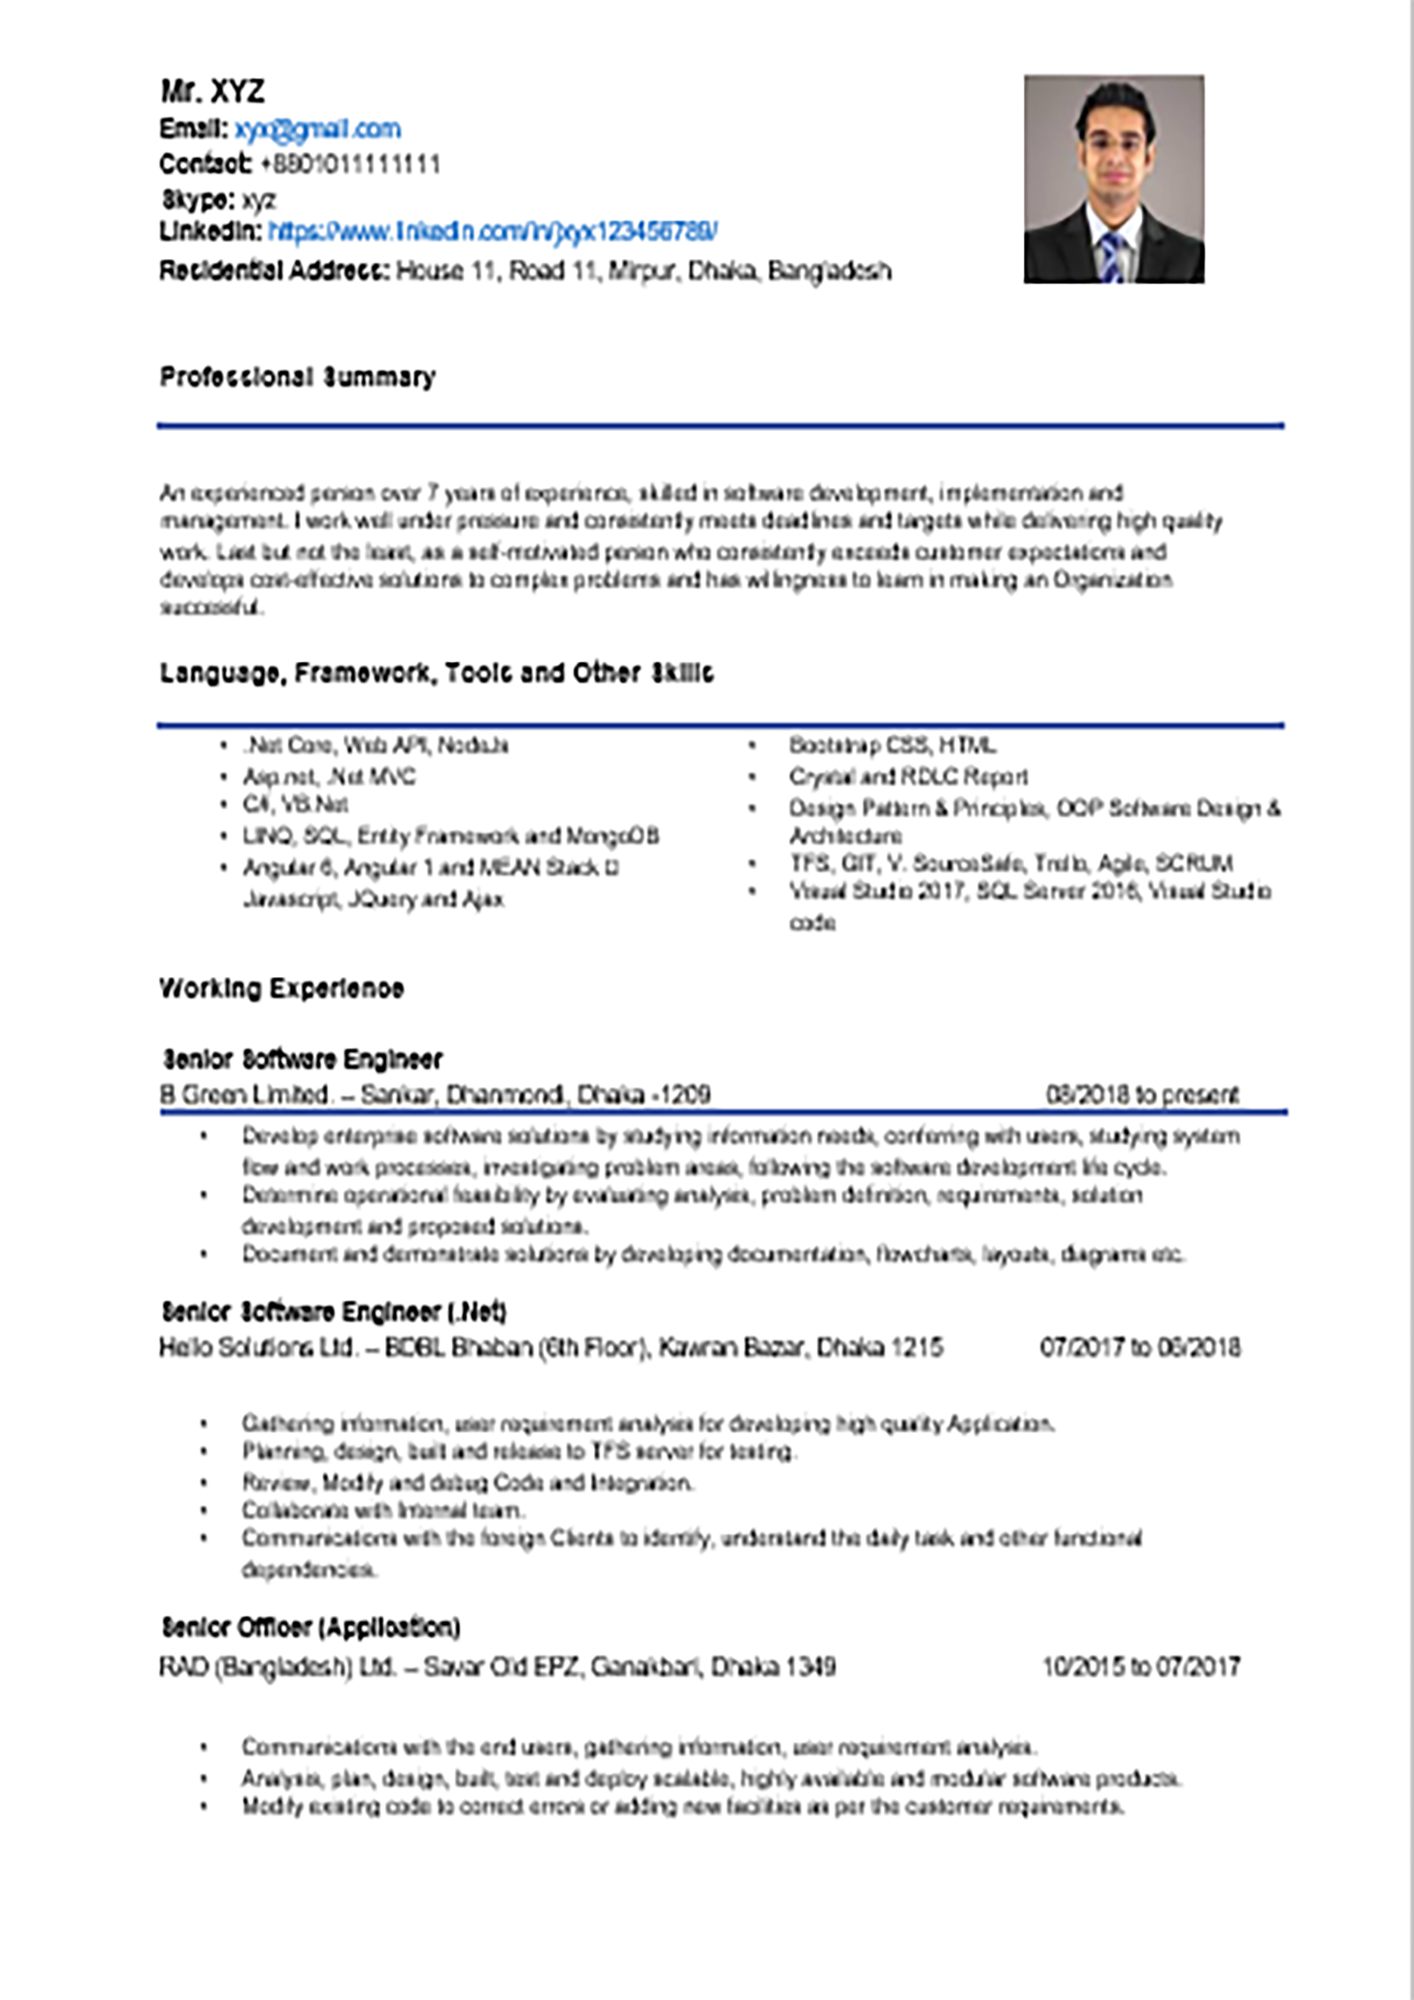 Mr. XYZ
Email: xyx@gmail.com
Contact: +8801011111111
Skype: xyz
LinkedIn: https://www.linkedin.com/in/jxyx123456789/
Residential Address: House 11, Road 11, Mirpur, Dhaka, Bangladesh
Professional Summary
An experienced person over 7 years of experience, skilled in software development, implementation and
management. I work well under pressure and consistently meets deadlines and targets while delivering high quality
work. Last but not the least, as a self-motivated person who consistently exceeds customer expectations and
develops cost-effective solutions to complex problems and has willingness to learn in making an Organization
successful.
Language, Framework, Tools and Other Skills
• .Net Core, Web API, NodeJs
• Asp.net, .Net MVC
• C#, VB.Net
• LINQ, SQL, Entity Framework and MongoDB
• Angular 6, Angular 1 and MEAN Stack
Javascript, JQuery and Ajax
• Bootstrap CSS, HTML
• Crystal and RDLC Report
• Design Pattern & Principles, OOP Software Design &
Architecture
• TFS, GIT, V. SourceSafe, Trello, Agile, SCRUM
• Visual Studio 2017, SQL Server 2016, Visual Studio
code
Working Experience
Senior Software Engineer
B Green Limited. – Sankar, Dhanmondi, Dhaka -1209 08/2018 to present
• Develop enterprise software solutions by studying information needs, conferring with users, studying system
flow and work processes, investigating problem areas, following the software development life cycle.
• Determine operational feasibility by evaluating analysis, problem definition, requirements, solution
development and proposed solutions.
• Document and demonstrate solutions by developing documentation, flowcharts, layouts, diagrams etc.
Senior Software Engineer (.Net)
Hello Solutions Ltd. – BDBL Bhaban (6th Floor), Kawran Bazar, Dhaka 1215 07/2017 to 08/2018
• Gathering information, user requirement analysis for developing high quality Application.
• Planning, design, built and release to TFS server for testing.
• Review, Modify and debug Code and Integration.
• Collaborate with Internal team.
• Communications with the foreign Clients to identify, understand the daily task and other functional
dependencies.
Senior Officer (Application)
RAD (Bangladesh) Ltd. – Savar Old EPZ, Ganakbari, Dhaka 1349 10/2015 to 07/2017
• Communications with the end users, gathering information, user requirement analysis.
• Analysis, plan, design, built, test and deploy scalable, highly available and modular software products.
• Modify existing code to correct errors or adding new facilities as per the customer requirements.